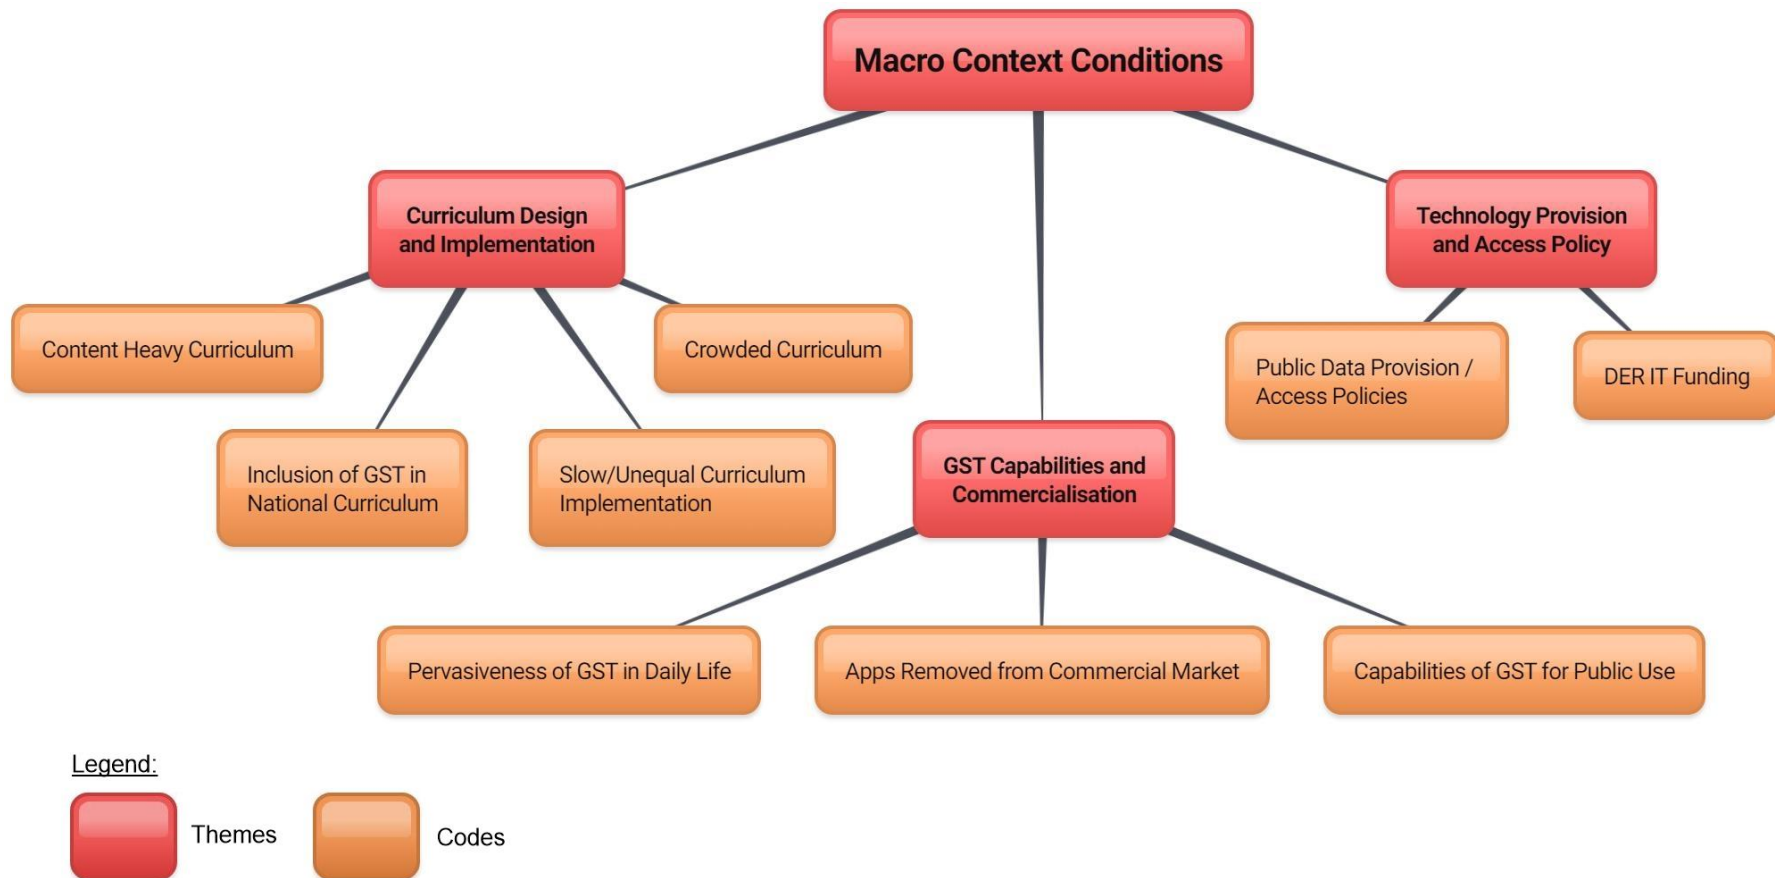 Macro Context Conditions
Curriculum Design
and Implementation
Technology Provision
and Access Policy
Content Heavy Curriculum
Crowded Curriculum
Public Data Provision /
Access Policies
DER IT Funding
Inclusion of GST in
National Curriculum
Slow/Unequal Curriculum
Implementation
GST Capabilities and
Commercialisation
Pervasiveness of GST in Daily Life
Apps Removed from Commercial Market
Capabilities of GST for Public Use
Legend:
Themes
Codes